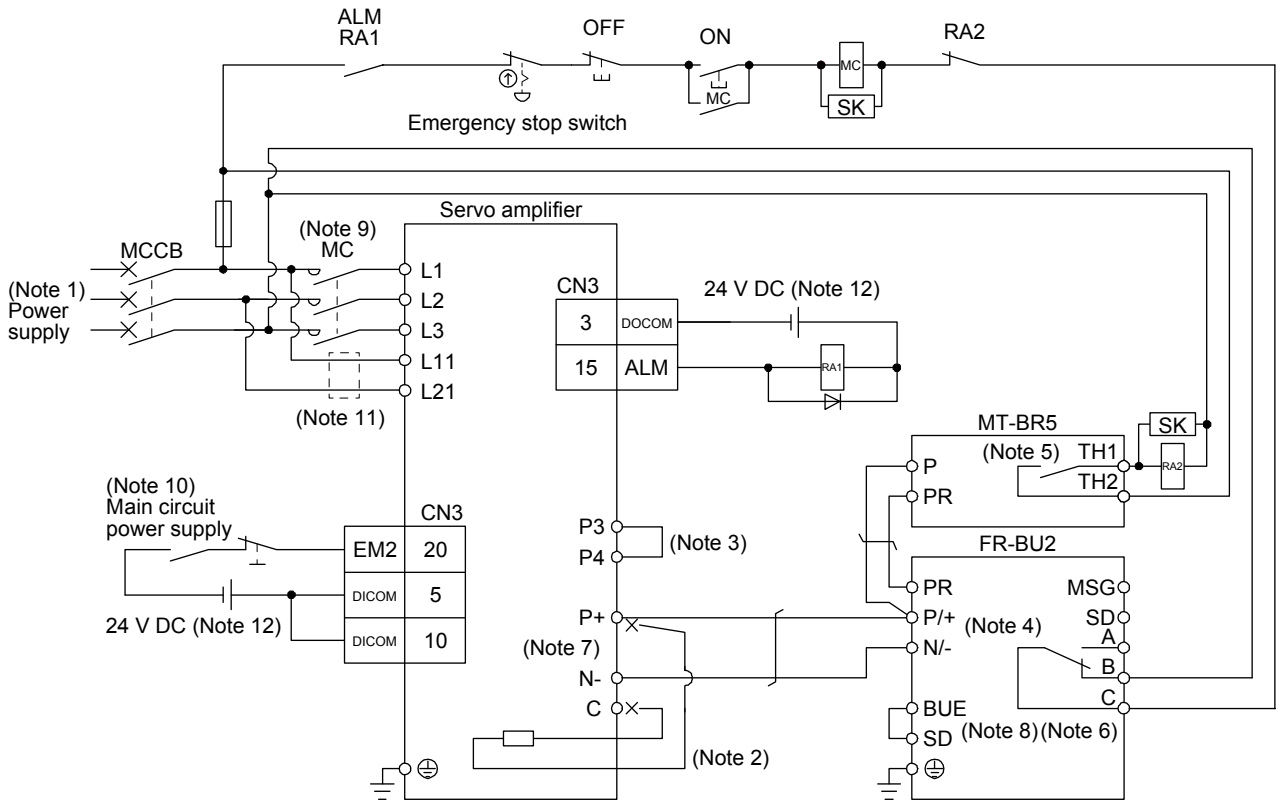 ALM
RA1
OFF
ON
RA2
MC
SK
MC
Emergency stop switch
Servo amplifier
(Note 9)
MC
MCCB
(Note 1)
Power
supply
L1
L2
L3
L11
L21
(Note 11)
CN3
24 V DC (Note 12)
3
DOCOM
15
ALM
RA1
MT-BR5
(Note 5)
P
PR
TH1
TH2
SK
RA2
(Note 10)
Main circuit
power supply
CN3
EM2
20
DICOM
5
DICOM
10
24 V DC (Note 12)
P3
P4
(Note 3)
P+
(Note 7)
N-
C
(Note 2)
FR-BU2
PR
P/+
N/-
(Note 4)
MSG
SD
A
B
C
BUE
SD
(Note 8)(Note 6)